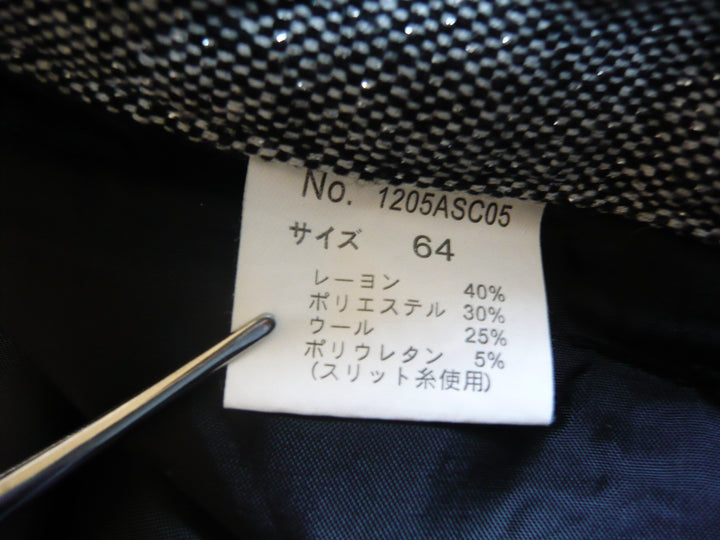 No. 1205ASC05
サイズ 64
レーヨン 40%
ポリエステル 30%
ウール 25%
ポリウレタン 5%
(スリット糸使用)